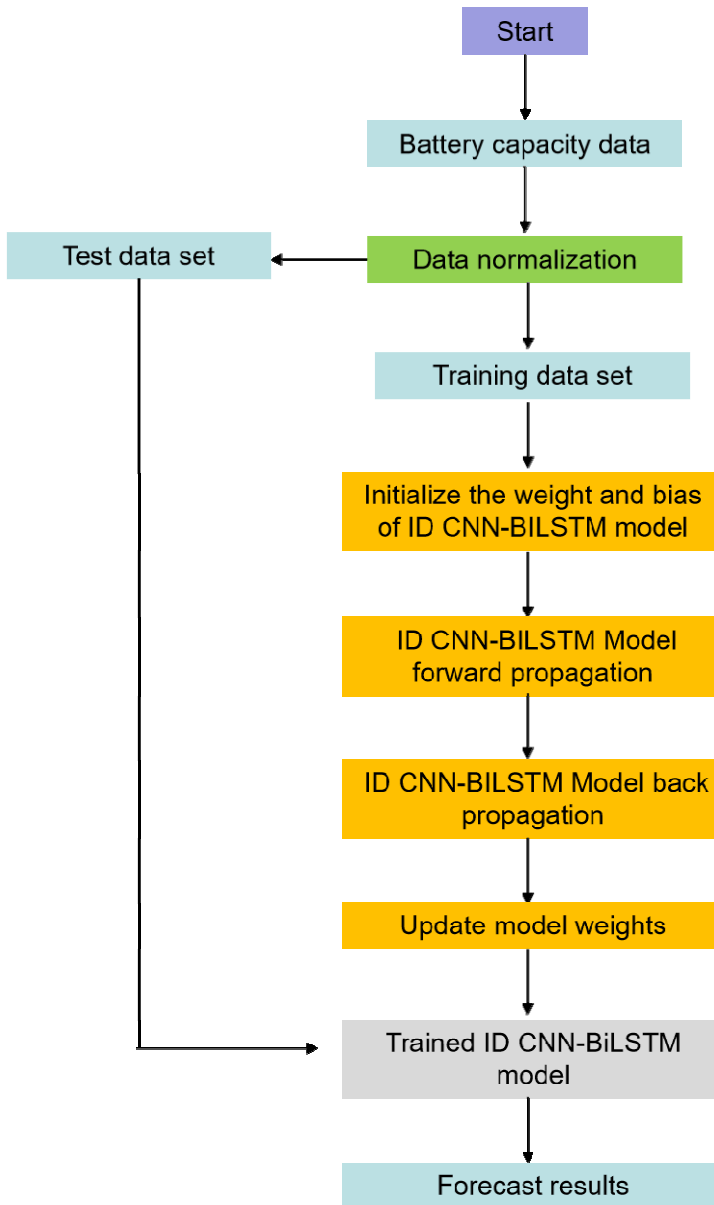 Start
Battery capacity data
Test data set
Data normalization
Training data set
Initialize the weight and bias
of ID CNN-BILSTM model
ID CNN-BILSTM Model
forward propagation
ID CNN-BILSTM Model back
propagation
Update model weights
Trained ID CNN-BiLSTM
model
Forecast results